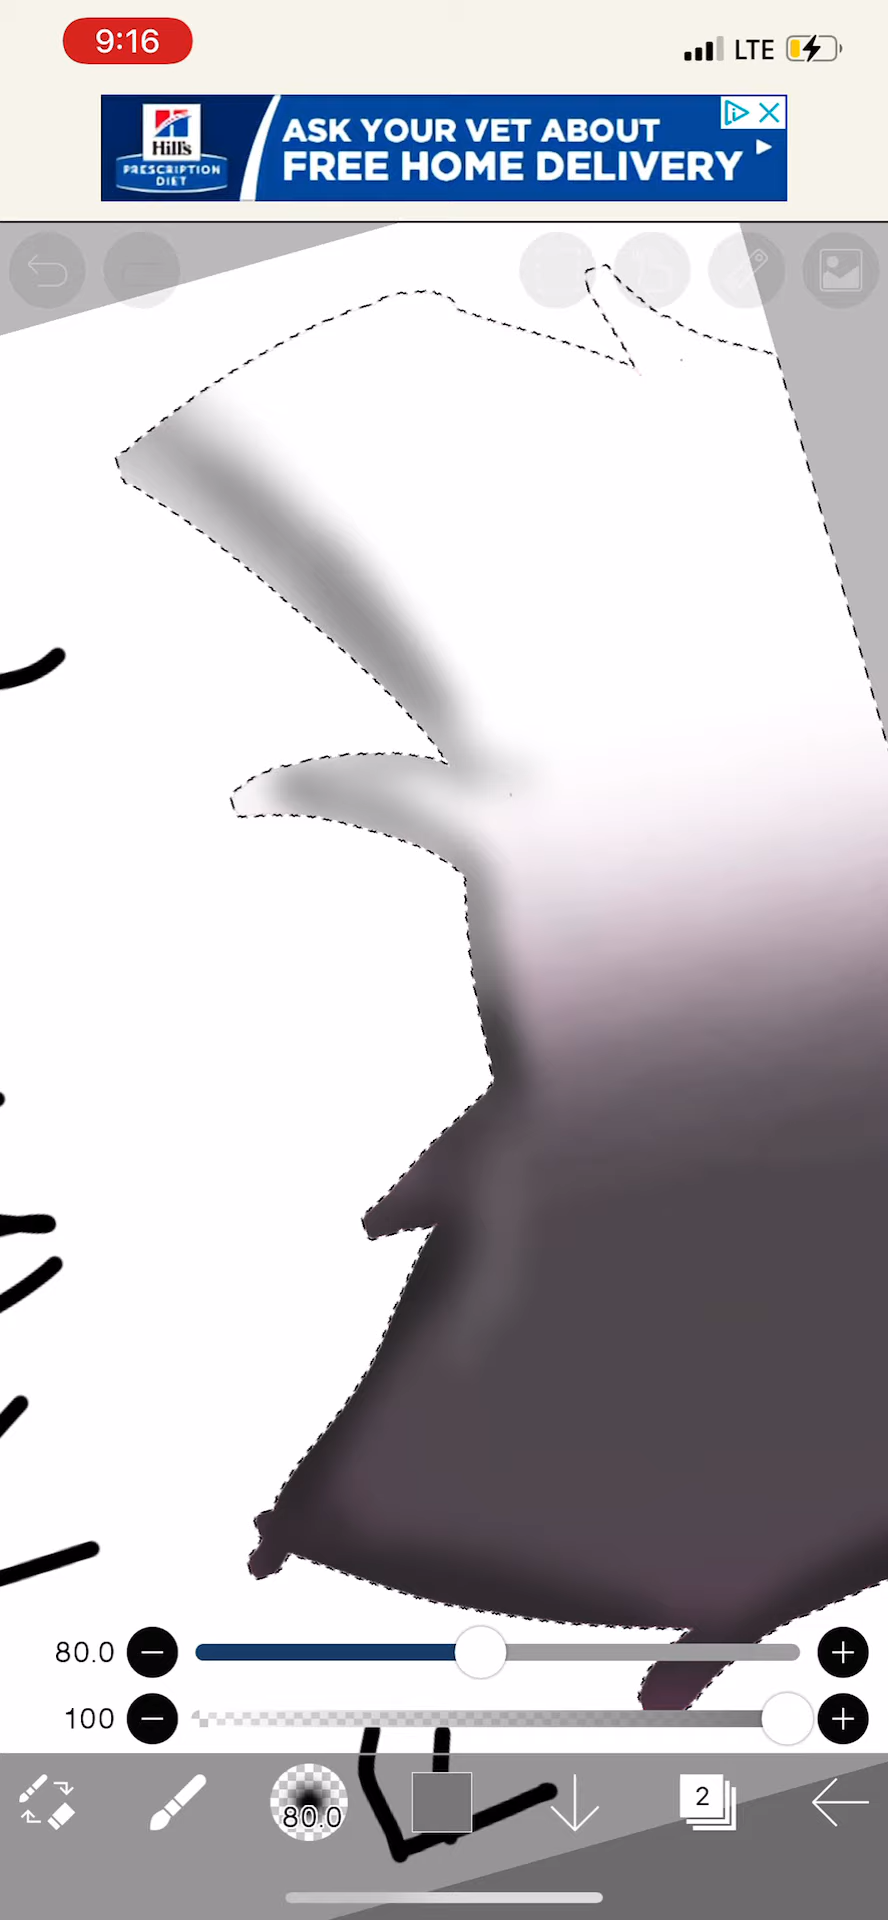 9:16
LTE
Hill's
PRESCRIPTION
DIET
ASK YOUR VET ABOUT
FREE HOME DELIVERY
80.0
100
80.0
2